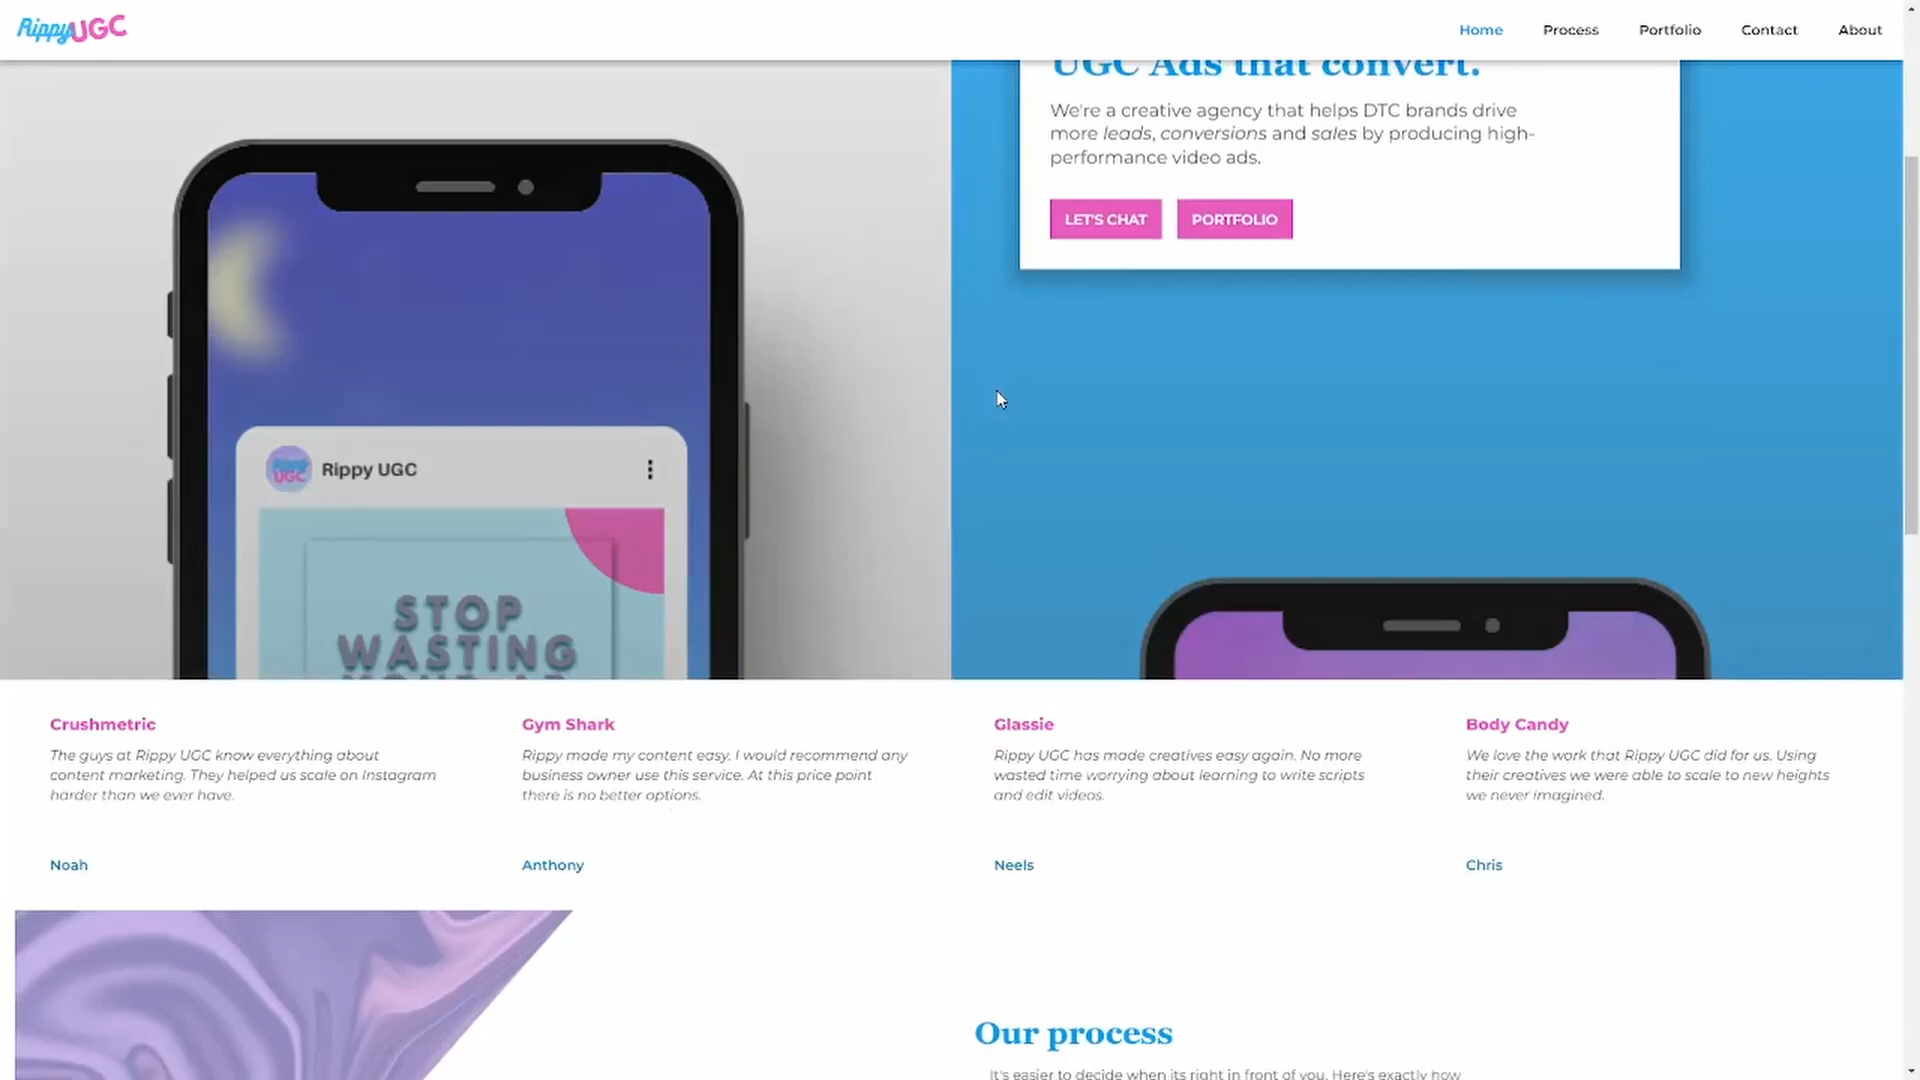 Rippy UGC
Home
Process
Portfolio
Contact
About
UGC Ads that convert.
We're a creative agency that helps DTC brands drive
more leads, conversions and sales by producing high-
performance video ads.
LET'S CHAT
PORTFOLIO
Rippy UGC
Rippy UGC
STOP
WASTING
Crushmetric
The guys at Rippy UGC know everything about
content marketing. They helped us scale on Instagram
harder than we ever have.
Noah
Gym Shark
Rippy made my content easy. I would recommend any
business owner use this service. At this price point
there is no better options.
Anthony
Glassie
Rippy UGC has made creatives easy again. No more
wasted time worrying about learning to write scripts
and edit videos.
Neels
Body Candy
We love the work that Rippy UGC did for us. Using
their creatives we were able to scale to new heights
we never imagined.
Chris
Our process
It's easier to decide when its right in front of you. Here's exactly how